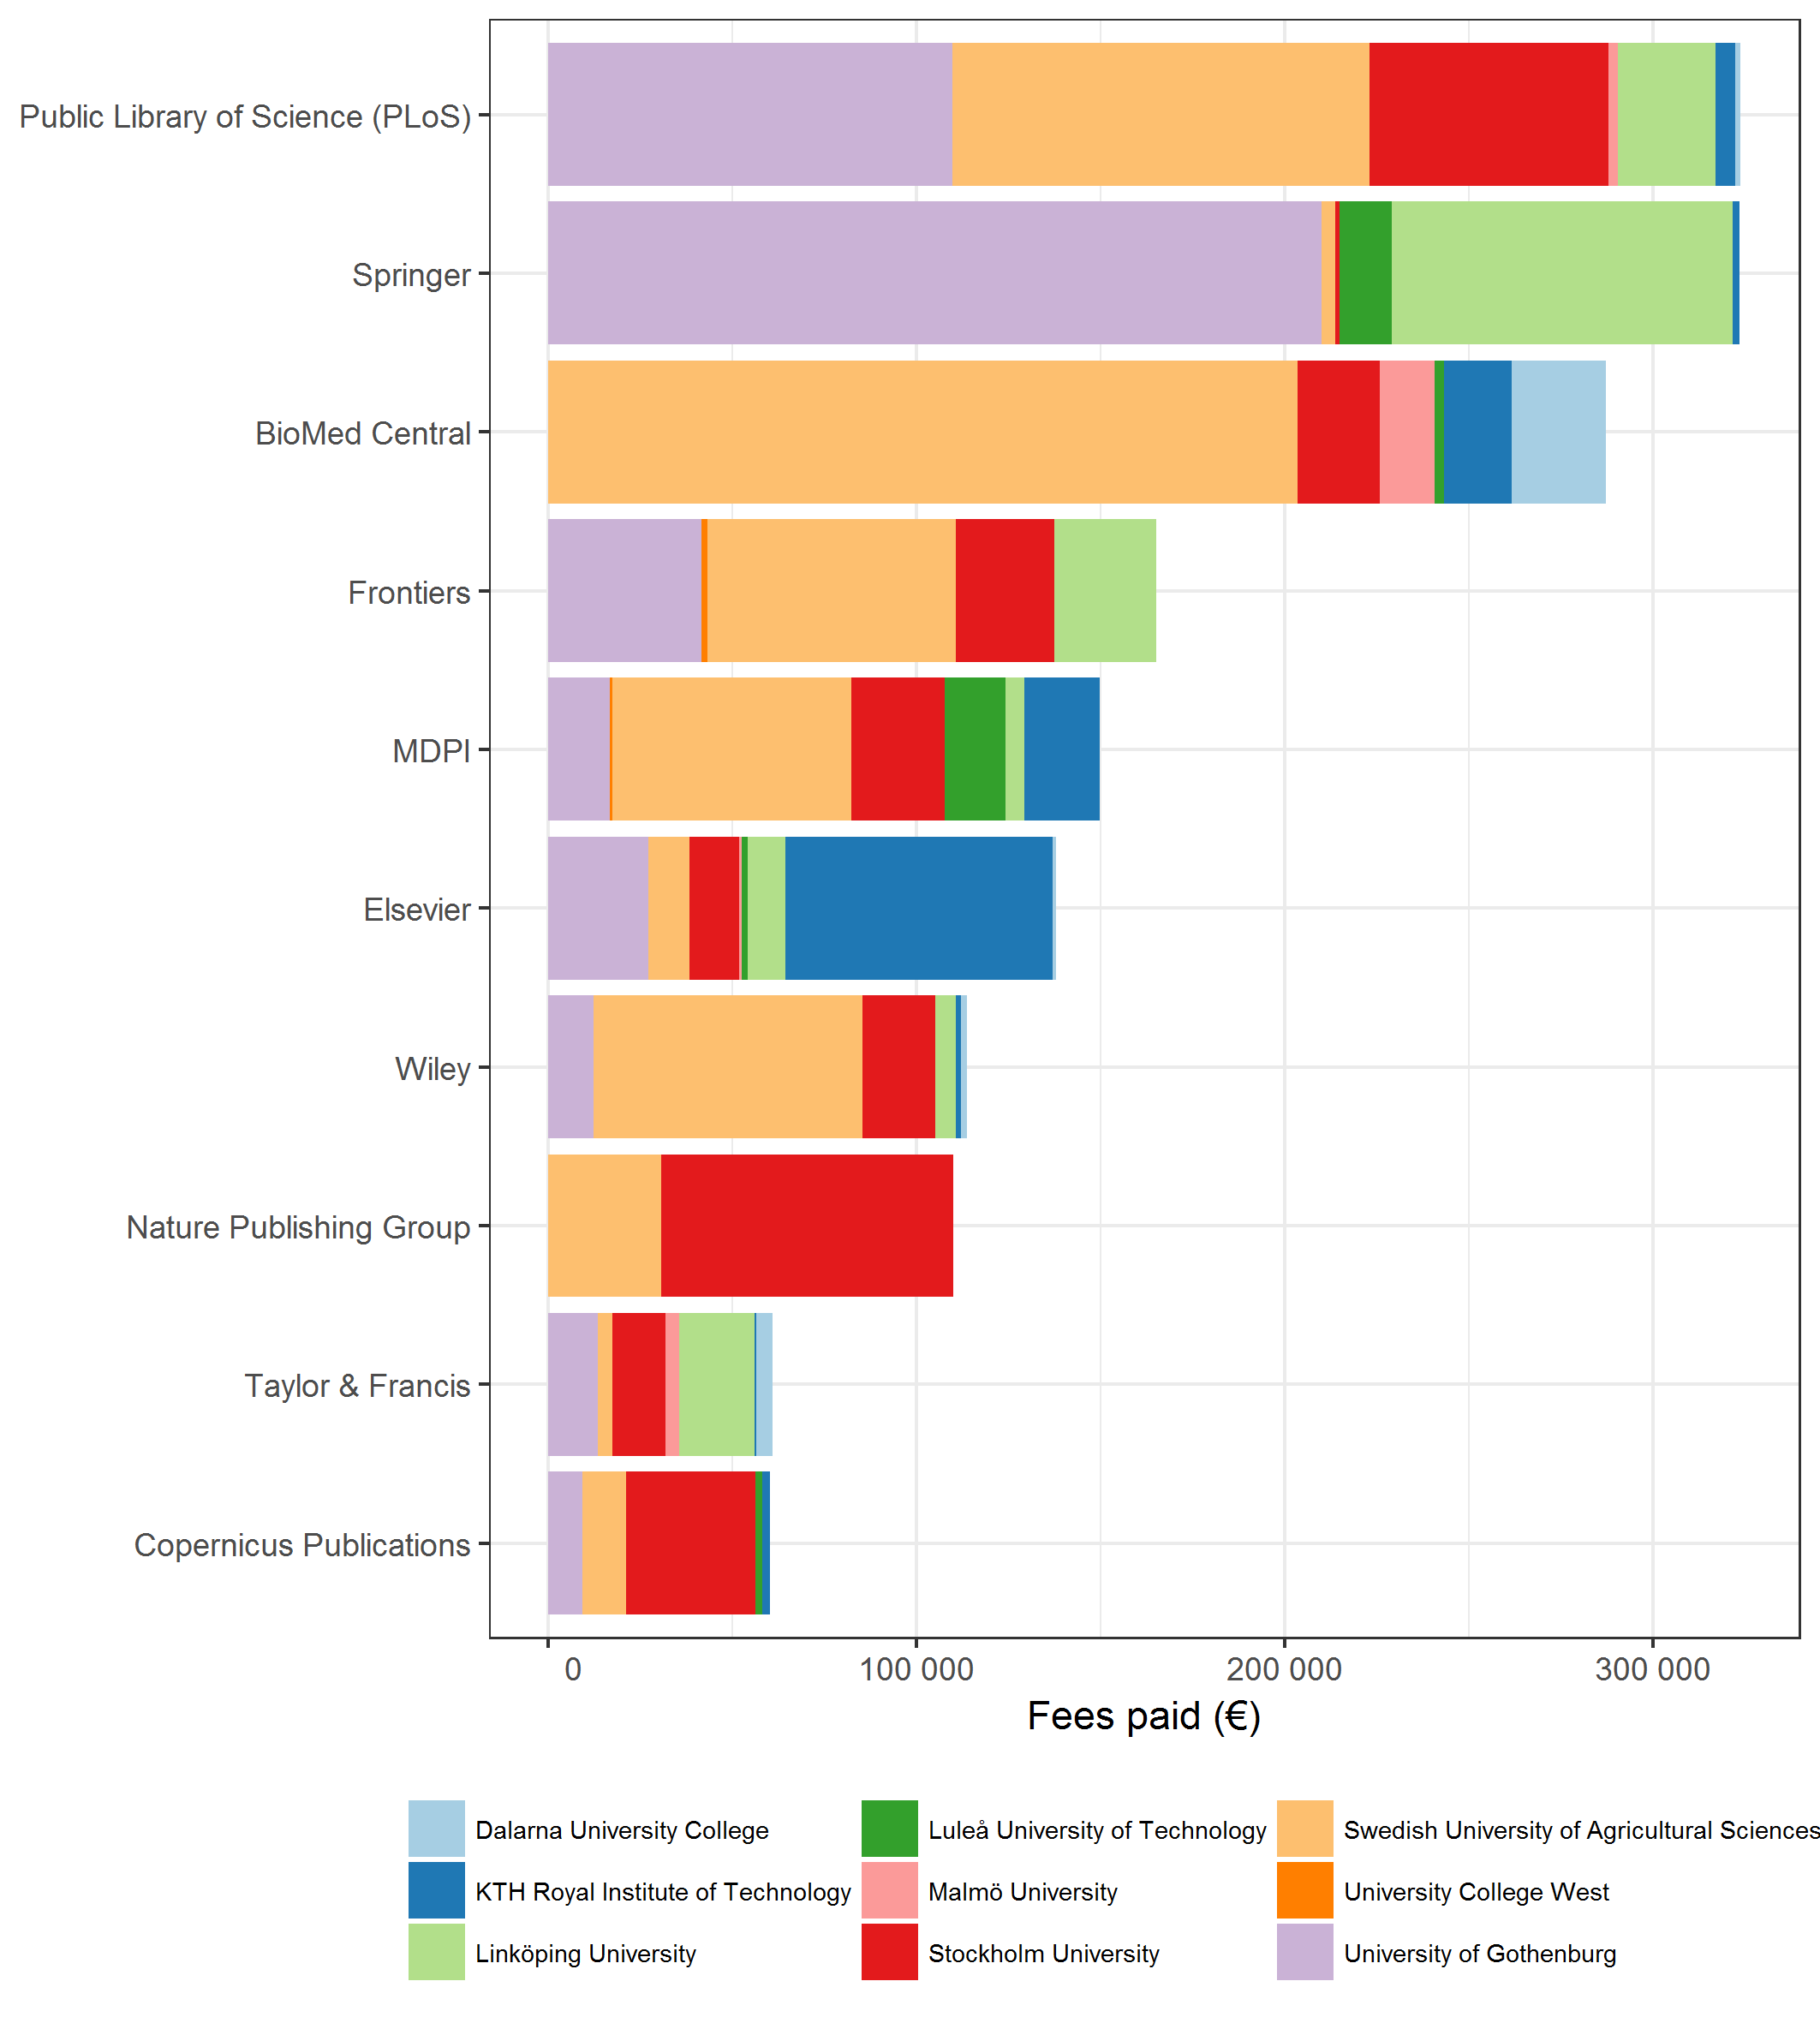 Public Library of Science (PLoS)
Springer
BioMed Central
Frontiers
MDPI
Elsevier
Wiley
Nature Publishing Group
Taylor & Francis
Copernicus Publications
0 100 000 200 000 300 000
Fees paid (€)
Dalarna University College Luleå University of Technology Swedish University of Agricultural Sciences
KTH Royal Institute of Technology Malmö University University College West
Linköping University Stockholm University University of Gothenburg